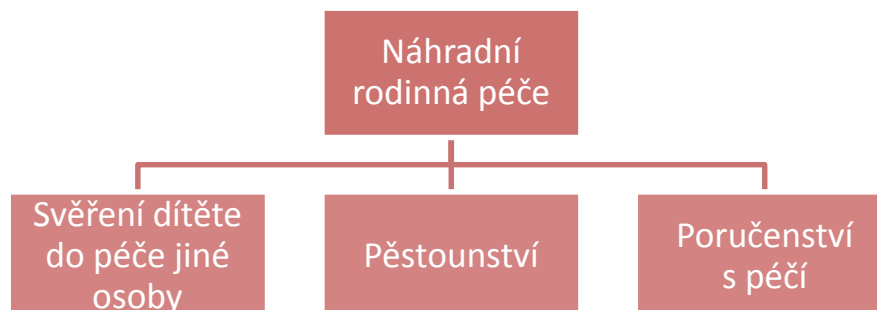 Náhradní
rodinná péče
Svěření dítěte
do péče jiné
osoby
Pěstounství
Poručenství
s péčí